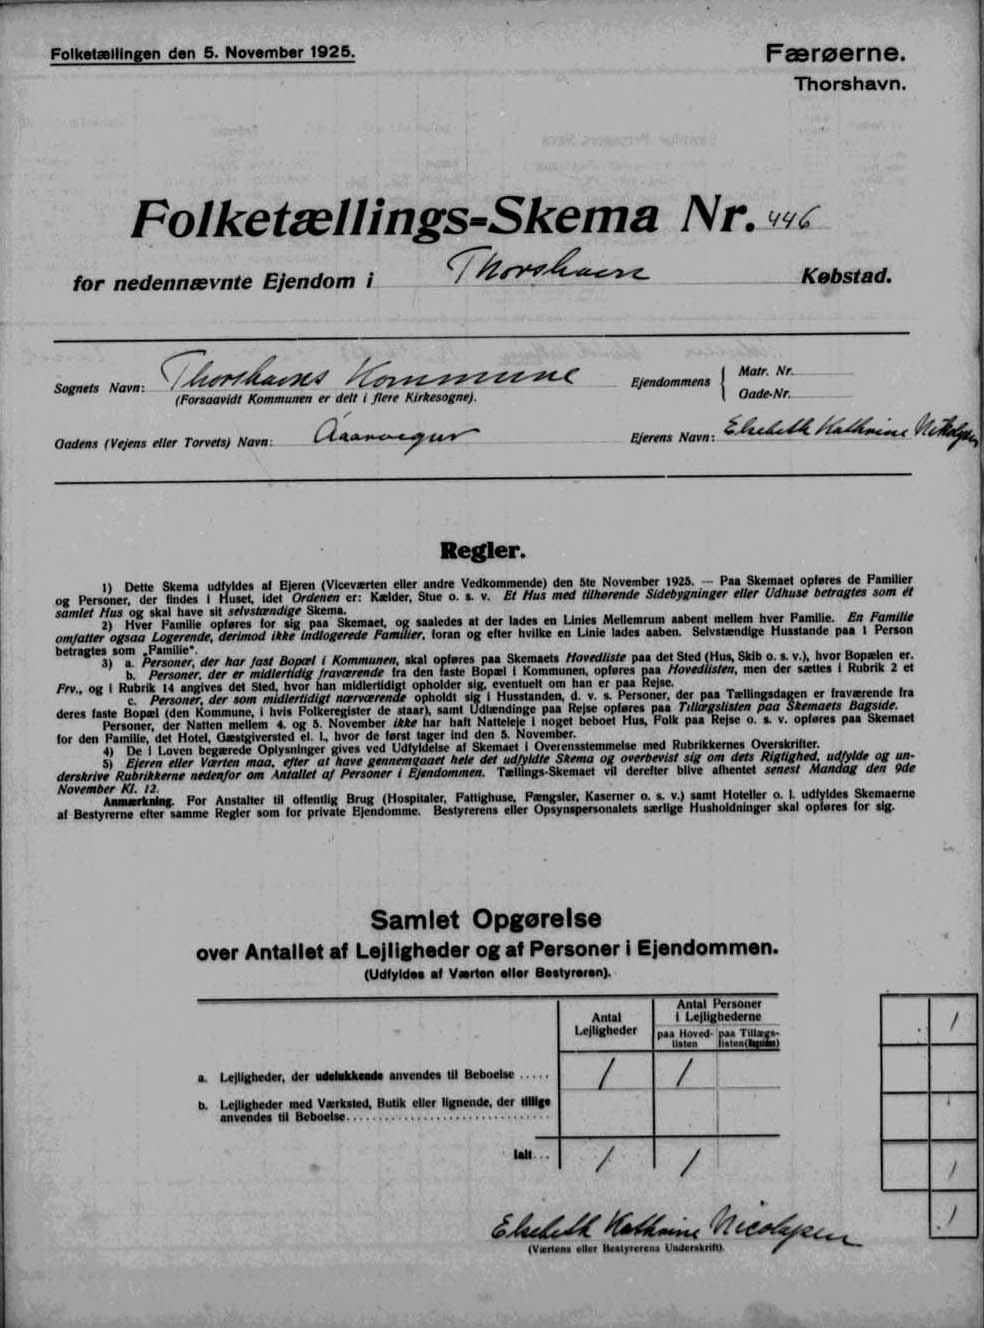 Folketællingen den 5. November 1925.
Færøerne.
Thorshavn.
Folketællings-Skema Nr. 446
for nedennævnte Ejendom i Thorshavn Købstad.
Sognets Navn: Thorshavns Kommune
(Forsaavidt Kommunen er delt i flere Kirkesogne).
Ejendommens
Matr. Nr.
Gade-Nr.
Gadens (Vejens eller Torvets) Navn: Aaarvegur
Ejerens Navn: Elsebeth Kathrine Nikolysen
Regler.
1) Dette Skema udfyldes af Ejeren (Viceværten eller andre Vedkommende) den 5te November 1925. — Paa Skemaet opføres de Familier
og Personer, der findes i Huset, idet Ordenen er: Kælder, Stue o. s. v. Et Hus med tilhørende Sidebygninger eller Udhuse betragtes som ét
samlet Hus og skal have sit selvstændige Skema.
2) Hver Familie opføres for sig paa Skemaet, og saaledes at der lades en Linies Mellemrum aabent mellem hver Familie. En Familie
omfatter ogsaa Logerende, derimod ikke indlogerede Familier, foran og efter hvilke en Linie lades aaben. Selvstændige Husstande paa 1 Person
betragtes som „Familie“.
3) a. Personer, der har fast Bopæl i Kommunen, skal opføres paa Skemaets Hovedliste paa det Sted (Hus, Skib o. s. v.), hvor Bopælen er.
b. Personer, der er midlertidig fraværende fra den faste Bopæl i Kommunen, opføres paa Hovedlisten, men der sættes i Rubrik 2 et
Frv., og i Rubrik 14 angives det Sted, hvor han midlertidigt opholder sig, eventuelt om han er paa Rejse.
c. Personer, der som midlertidigt nærværende opholdt sig i Husstanden, d. v. s. Personer, der paa Tællingsdagen er fraværende fra
deres faste Bopæl (den Kommune, i hvis Folkeregister de staar), samt Udlændinge paa Rejse opføres paa Tillægslisten paa Skemaets Bagside.
Personer, der Natten mellem 4. og 5. November ikke har haft Natteleje i noget beboet Hus, Folk paa Rejse o. s. v. opføres paa Skemaet
for den Familie, det Hotel, Gæstgiversted el. l., hvor de først tager ind den 5. November.
4) De i Loven begærede Oplysninger gives ved Udfyldelse af Skemaet i Overensstemmelse med Rubrikkernes Overskrifter.
5) Ejeren eller Værten maa, efter at have gennemgaaet hele det udfyldte Skema og overbevist sig om dets Rigtighed, udfylde og un-
derskrive Rubrikkerne nedenfor om Antallet af Personer i Ejendommen. Tællings-Skemaet vil derefter blive afhentet senest Mandag den 9de
November Kl. 12.
Anmærkning. For Anstalter til offentlig Brug (Hospitaler, Fattighuse, Fængsler, Kaserner o. s. v.) samt Hoteller o. l. udfyldes Skemaerne
af Bestyrerne efter samme Regler som for private Ejendomme. Bestyrerens eller Opsynspersonalets særlige Husholdninger skal opføres for sig.
Samlet Opgørelse
over Antallet af Lejligheder og af Personer i Ejendommen.
(Udfyldes af Værten eller Bestyreren).
Antal
Lejligheder
Antal Personer
i Lejlighederne
paa Hoved-
listen
paa Tillægs-
listen (Bagsiden)
a. Lejligheder, der udelukkende anvendes til Beboelse ..... 1 1
b. Lejligheder med Værksted, Butik eller lignende, der tillige
anvendes til Beboelse
Ialt ... 1 1
1
1
1
Elsebeth Kathrine Nicolysen
(Værtens eller Bestyrerens Underskrift)